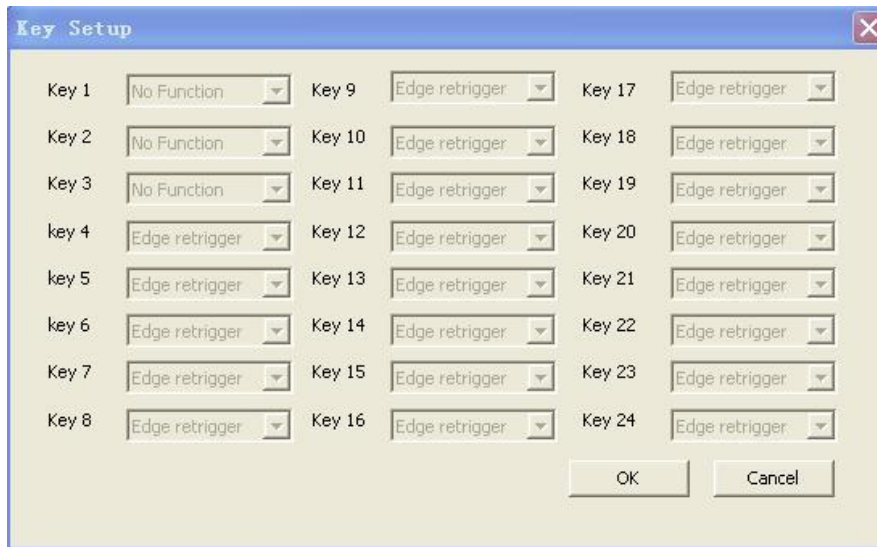 Key Setup
Key 1 No Function Key 9 Edge retrigger Key 17 Edge retrigger
Key 2 No Function Key 10 Edge retrigger Key 18 Edge retrigger
Key 3 No Function Key 11 Edge retrigger Key 19 Edge retrigger
key 4 Edge retrigger Key 12 Edge retrigger Key 20 Edge retrigger
key 5 Edge retrigger Key 13 Edge retrigger Key 21 Edge retrigger
key 6 Edge retrigger Key 14 Edge retrigger Key 22 Edge retrigger
Key 7 Edge retrigger Key 15 Edge retrigger Key 23 Edge retrigger
Key 8 Edge retrigger Key 16 Edge retrigger Key 24 Edge retrigger
OK Cancel